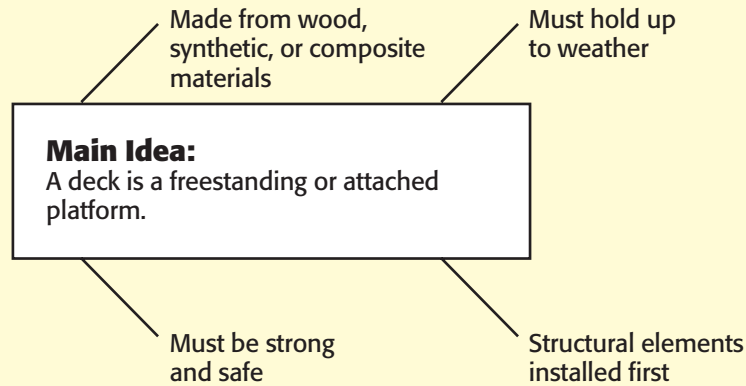 Made from wood,
synthetic, or composite
materials
Must hold up
to weather
Main Idea:
A deck is a freestanding or attached
platform.
Must be strong
and safe
Structural elements
installed first